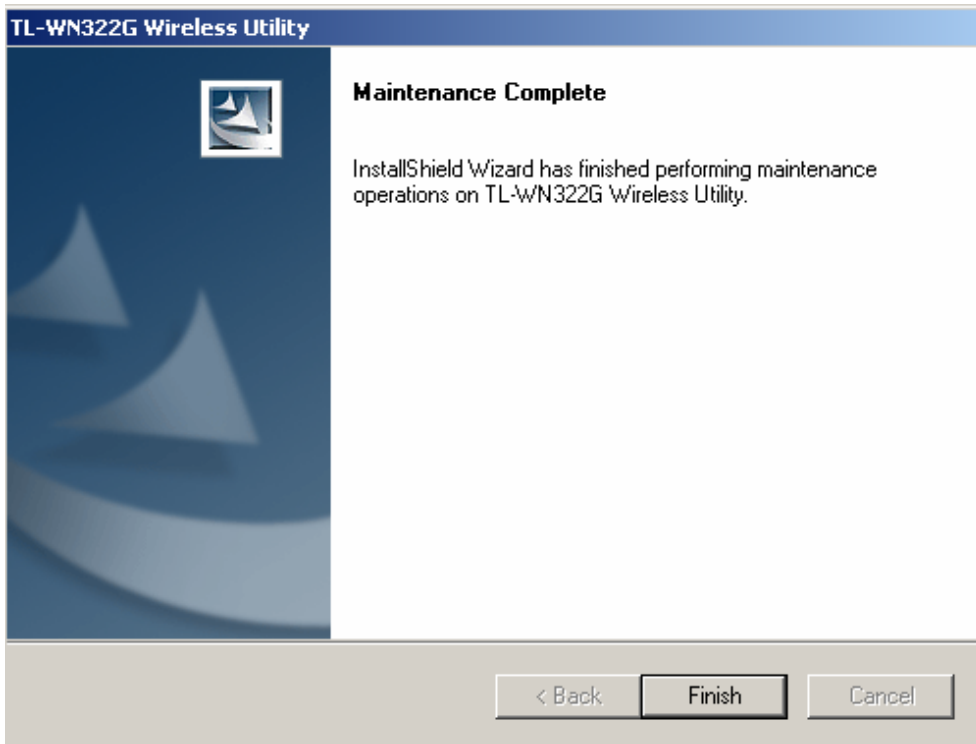 TL-WN322G Wireless Utility
Maintenance Complete
InstallShield Wizard has finished performing maintenance
operations on TL-WN322G Wireless Utility.
< Back
Finish
Cancel